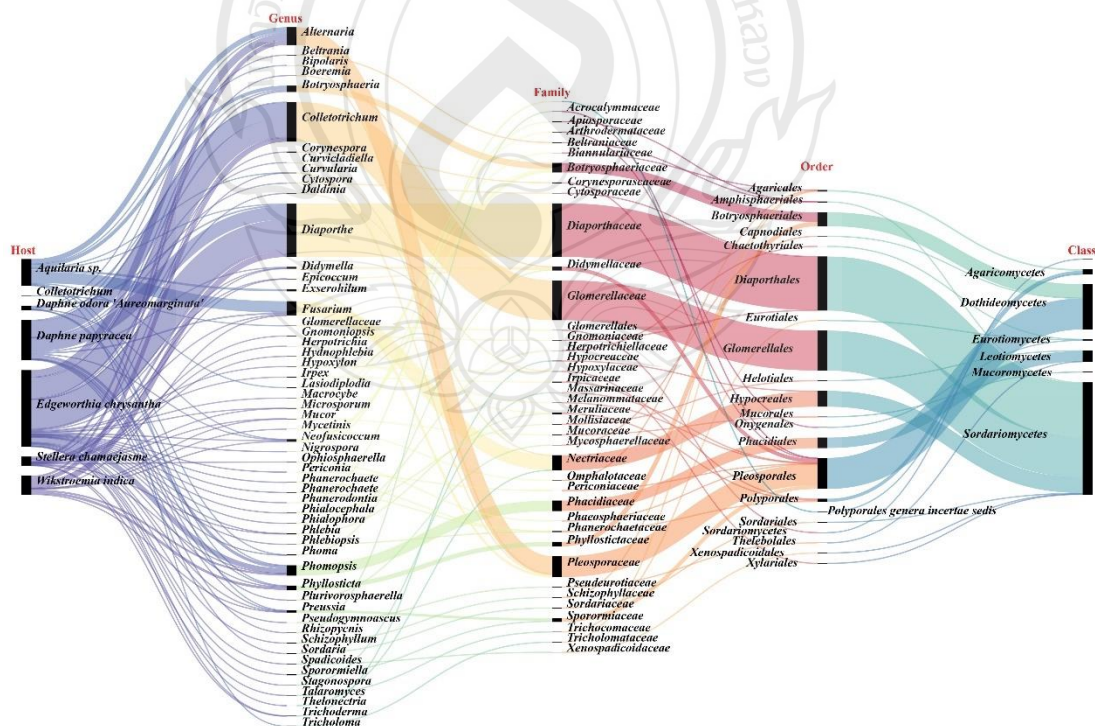 Genus
Alternaria
Beltrania
Bipolaris
Boeremia
Botryosphaeria
Colletotrichum
Corynespora
Curvicladiella
Curvularia
Cytospora
Daldinia
Diaporthe
Didymella
Epicoccum
Exserohilum
Fusarium
Glomerellaceae
Gnomoniopsis
Herpotrichia
Hydnophlebia
Hypoxylon
Irpex
Lasiodiplodia
Macrocybe
Microsporum
Mucor
Mycetinis
Neofusicoccum
Nigrospora
Ophiosphaerella
Periconia
Phanerochaete
Phanerochaete
Phanerodontia
Phialocephala
Phialophora
Phlebia
Phlebiopsis
Phoma
Phomopsis
Phyllosticta
Plurivorosphaerella
Preussia
Pseudogymnoascus
Rhizopycnis
Schizophyllum
Sordaria
Spadicoides
Sporormiella
Stagonospora
Talaromyces
Thelonectria
Trichoderma
Tricholoma
Host
Aquilaria sp.
Colletotrichum
Daphne odora 'Aureomarginata'
Daphne papyracea
Edgeworthia chrysantha
Stellera chamaejasme
Wikstroemia indica
Family
Acrocalymmaceae
Apiosporaceae
Arthrodermataceae
Beltraniaceae
Biannulariaceae
Botryosphaeriaceae
Corynesporascaceae
Cytosporaceae
Diaporthaceae
Didymellaceae
Glomerellaceae
Glomerellales
Gnomoniaceae
Herpotrichiellaceae
Hypocreaceae
Hypoxylaceae
Irpicaceae
Massarinaceae
Melanommataceae
Meruliaceae
Mollisiaceae
Mucoraceae
Mycosphaerellaceae
Nectriaceae
Omphalotaceae
Periconiaceae
Phacidiaceae
Phaeosphaeriaceae
Phanerochaetaceae
Phyllostictaceae
Pleosporaceae
Pseudeurotiaceae
Schizophyllaceae
Sordariaceae
Sporormiaceae
Trichocomaceae
Tricholomataceae
Xenospadicoidaceae
Order
Agaricales
Amphisphaeriales
Botryosphaeriales
Capnodiales
Chaetothyriales
Diaporthales
Eurotiales
Glomerellales
Helotiales
Hypocreales
Mucorales
Onygenales
Phacidiales
Pleosporales
Polyporales
Polyporales genera incertae sedis
Sordariales
Sordariomycetes
Thelebolales
Xenospadicoidales
Xylariales
Class
Agaricomycetes
Dothideomycetes
Eurotiomycetes
Leotiomycetes
Mucoromycetes
Sordariomycetes